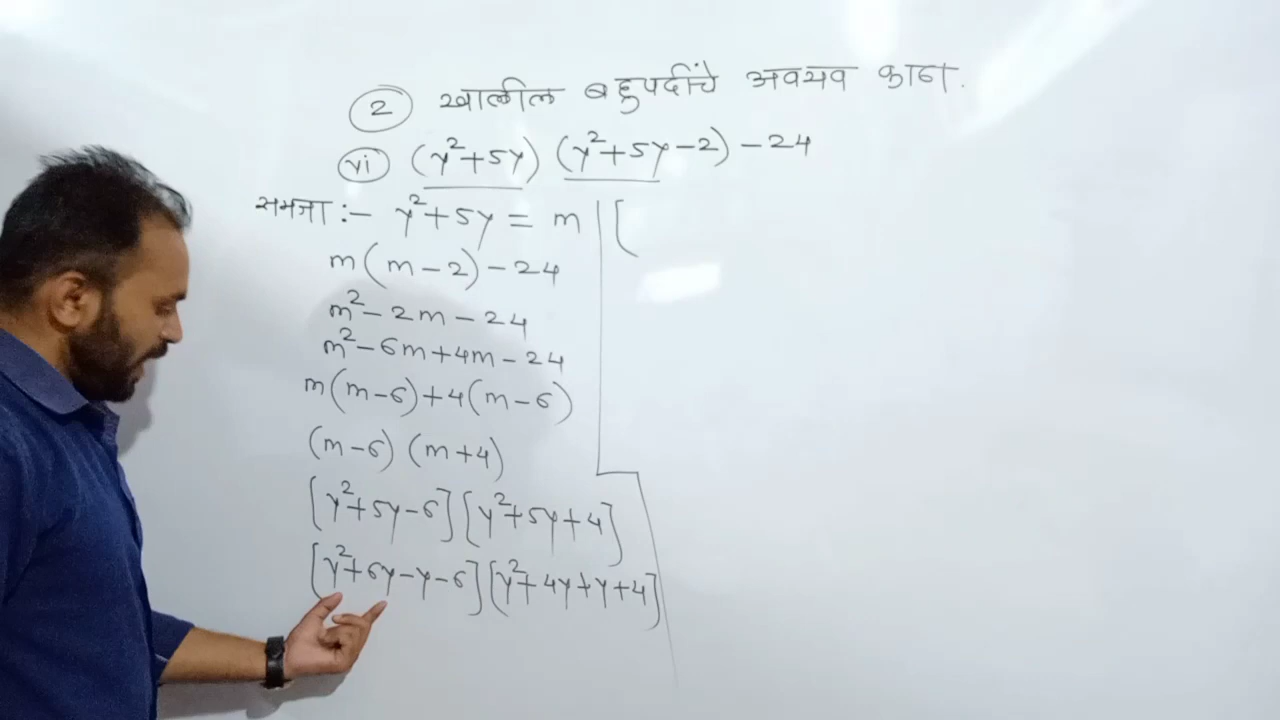 2 खालील बहुपदींचे अवयव काढा.
vi (y²+5y) (y²+5y-2) -24
समजा :- y²+5y = m [
m(m-2)-24
m²-2m-24
m²-6m+4m-24
m(m-6)+4(m-6)
(m-6) (m+4)
[y²+5y-6][y²+5y+4]
[y²+6y-y-6][y²+4y+y+4]